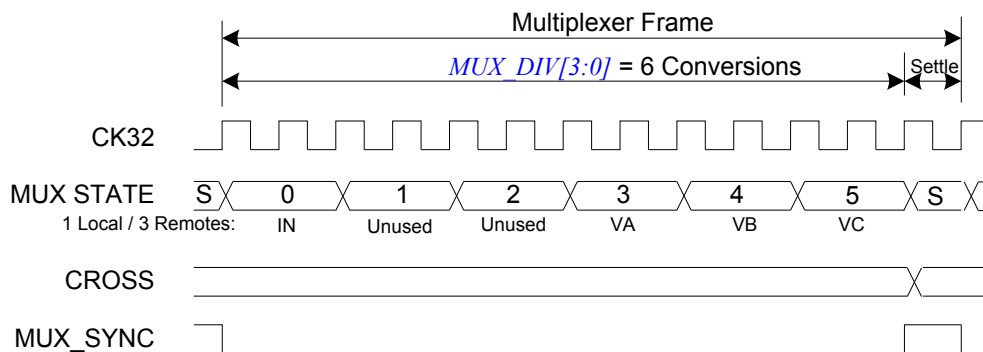 Multiplexer Frame
MUX_DIV[3:0] = 6 Conversions Settle
CK32
MUX STATE S 0 1 2 3 4 5 S
1 Local / 3 Remotes: IN Unused Unused VA VB VC
CROSS
MUX_SYNC